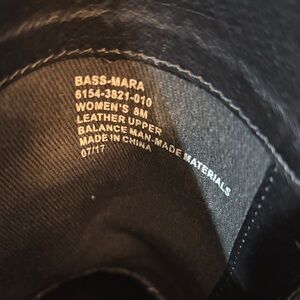 BASS-MARA
6154-3821-010
WOMEN'S 8M
LEATHER UPPER
BALANCE MAN-MADE MATERIALS
MADE IN CHINA
07/17